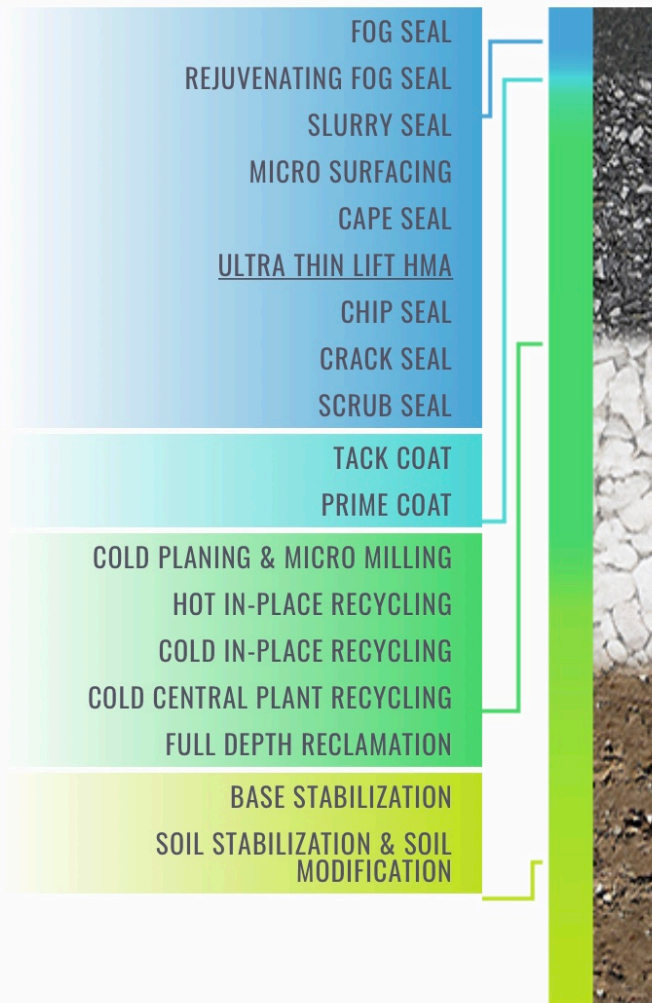 FOG SEAL
REJUVENATING FOG SEAL
SLURRY SEAL
MICRO SURFACING
CAPE SEAL
ULTRA THIN LIFT HMA
CHIP SEAL
CRACK SEAL
SCRUB SEAL
TACK COAT
PRIME COAT
COLD PLANING & MICRO MILLING
HOT IN-PLACE RECYCLING
COLD IN-PLACE RECYCLING
COLD CENTRAL PLANT RECYCLING
FULL DEPTH RECLAMATION
BASE STABILIZATION
SOIL STABILIZATION & SOIL
MODIFICATION